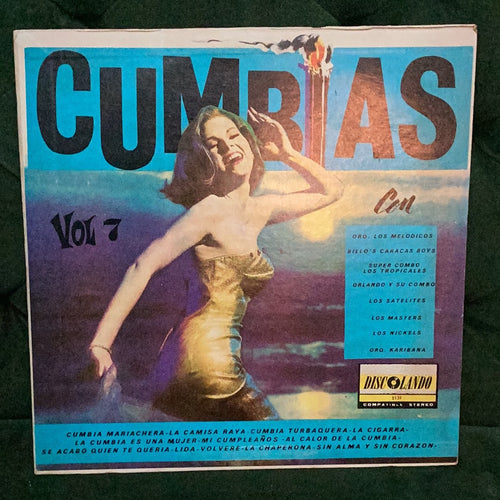 CUMBIAS
VOL 7
Con
ORQ. LOS MELODICOS
BILLO'S CARACAS BOYS
SUPER COMBO
LOS TROPICALES
ORLANDO Y SU COMBO
LOS SATELITES
LOS MASTERS
LOS NICKELS
ORQ. KARIBANA
DISCOLANDO
COMPATIBLE STEREO
CUMBIA MARIACHERA-LA CAMISA RAYA-CUMBIA TURBAQUERA-LA CIGARRA-
LA CUMBIA ES UNA MUJER-MI CUMPLEAÑOS-AL CALOR DE LA CUMBIA-
SE ACABO QUIEN TE QUERIA-LIDA-VOLVERE-LA CHAPERONA-SIN ALMA Y SIN CORAZON-